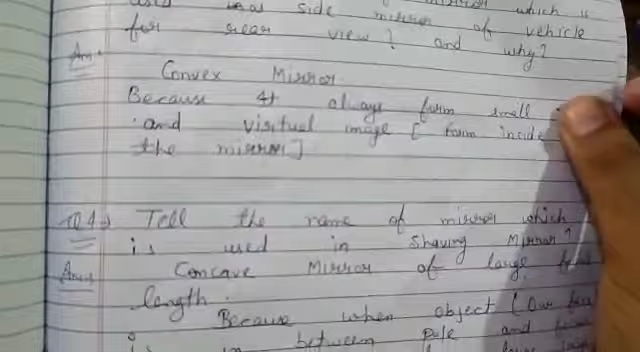 used as a side mirror of vehicle
for rear view? and why?
Ans
Convex Mirror
Because It always form small
and virtual image [ form inside
the mirror]
Q4→ Tell the name of mirror which
is used in Shaving Mirror?
Ans→ Concave Mirror of large
length.
Because when object (Our face
is in between pole and